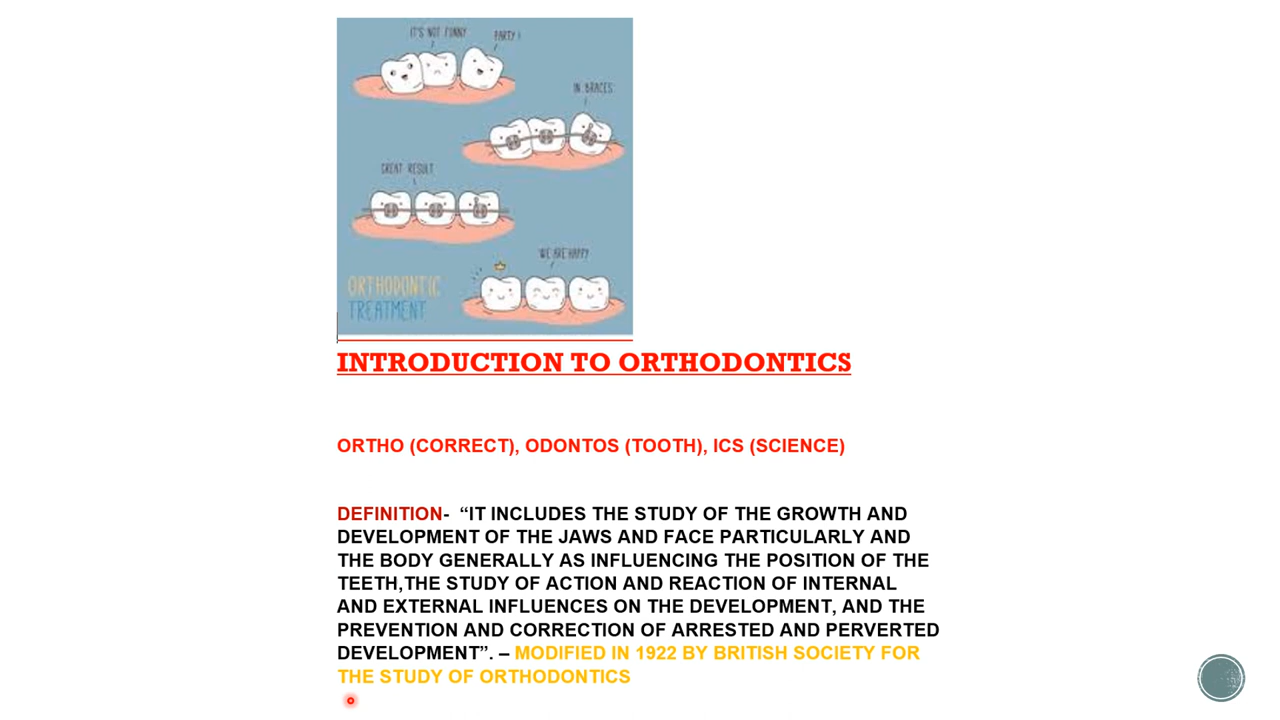 IT'S NOT FUNNY
PARTY!
IN BRACES
GREAT RESULT
WE ARE HAPPY
ORTHODONTIC
TREATMENT
INTRODUCTION TO ORTHODONTICS
ORTHO (CORRECT), ODONTOS (TOOTH), ICS (SCIENCE)
DEFINITION- “IT INCLUDES THE STUDY OF THE GROWTH AND
DEVELOPMENT OF THE JAWS AND FACE PARTICULARLY AND
THE BODY GENERALLY AS INFLUENCING THE POSITION OF THE
TEETH,THE STUDY OF ACTION AND REACTION OF INTERNAL
AND EXTERNAL INFLUENCES ON THE DEVELOPMENT, AND THE
PREVENTION AND CORRECTION OF ARRESTED AND PERVERTED
DEVELOPMENT”. – MODIFIED IN 1922 BY BRITISH SOCIETY FOR
THE STUDY OF ORTHODONTICS